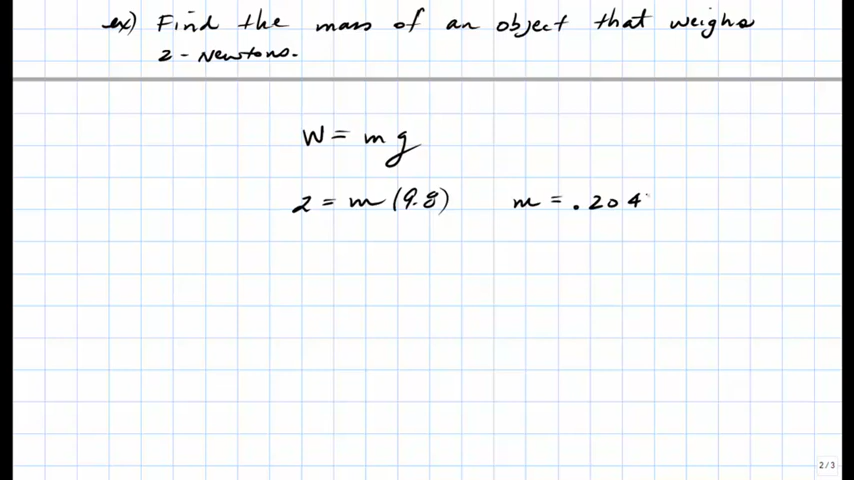 ex) Find the mass of an object that weighs
2 - Newtons.
W = mg
2 = m (9.8) m = .204
2/3